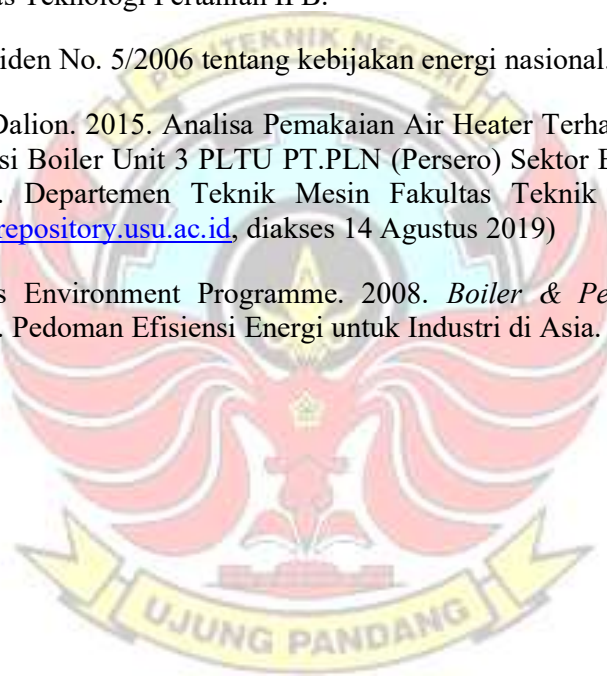 as Teknologi Pertanian IPB.
iden No. 5/2006 tentang kebijakan energi nasional.
Dalion. 2015. Analisa Pemakaian Air Heater Terha
si Boiler Unit 3 PLTU PT.PLN (Persero) Sektor B
. Departemen Teknik Mesin Fakultas Teknik
repository.usu.ac.id, diakses 14 Agustus 2019)
s Environment Programme. 2008. Boiler & Pe
. Pedoman Efisiensi Energi untuk Industri di Asia.
POLITEKNIK NEGERI
UJUNG PANDANG